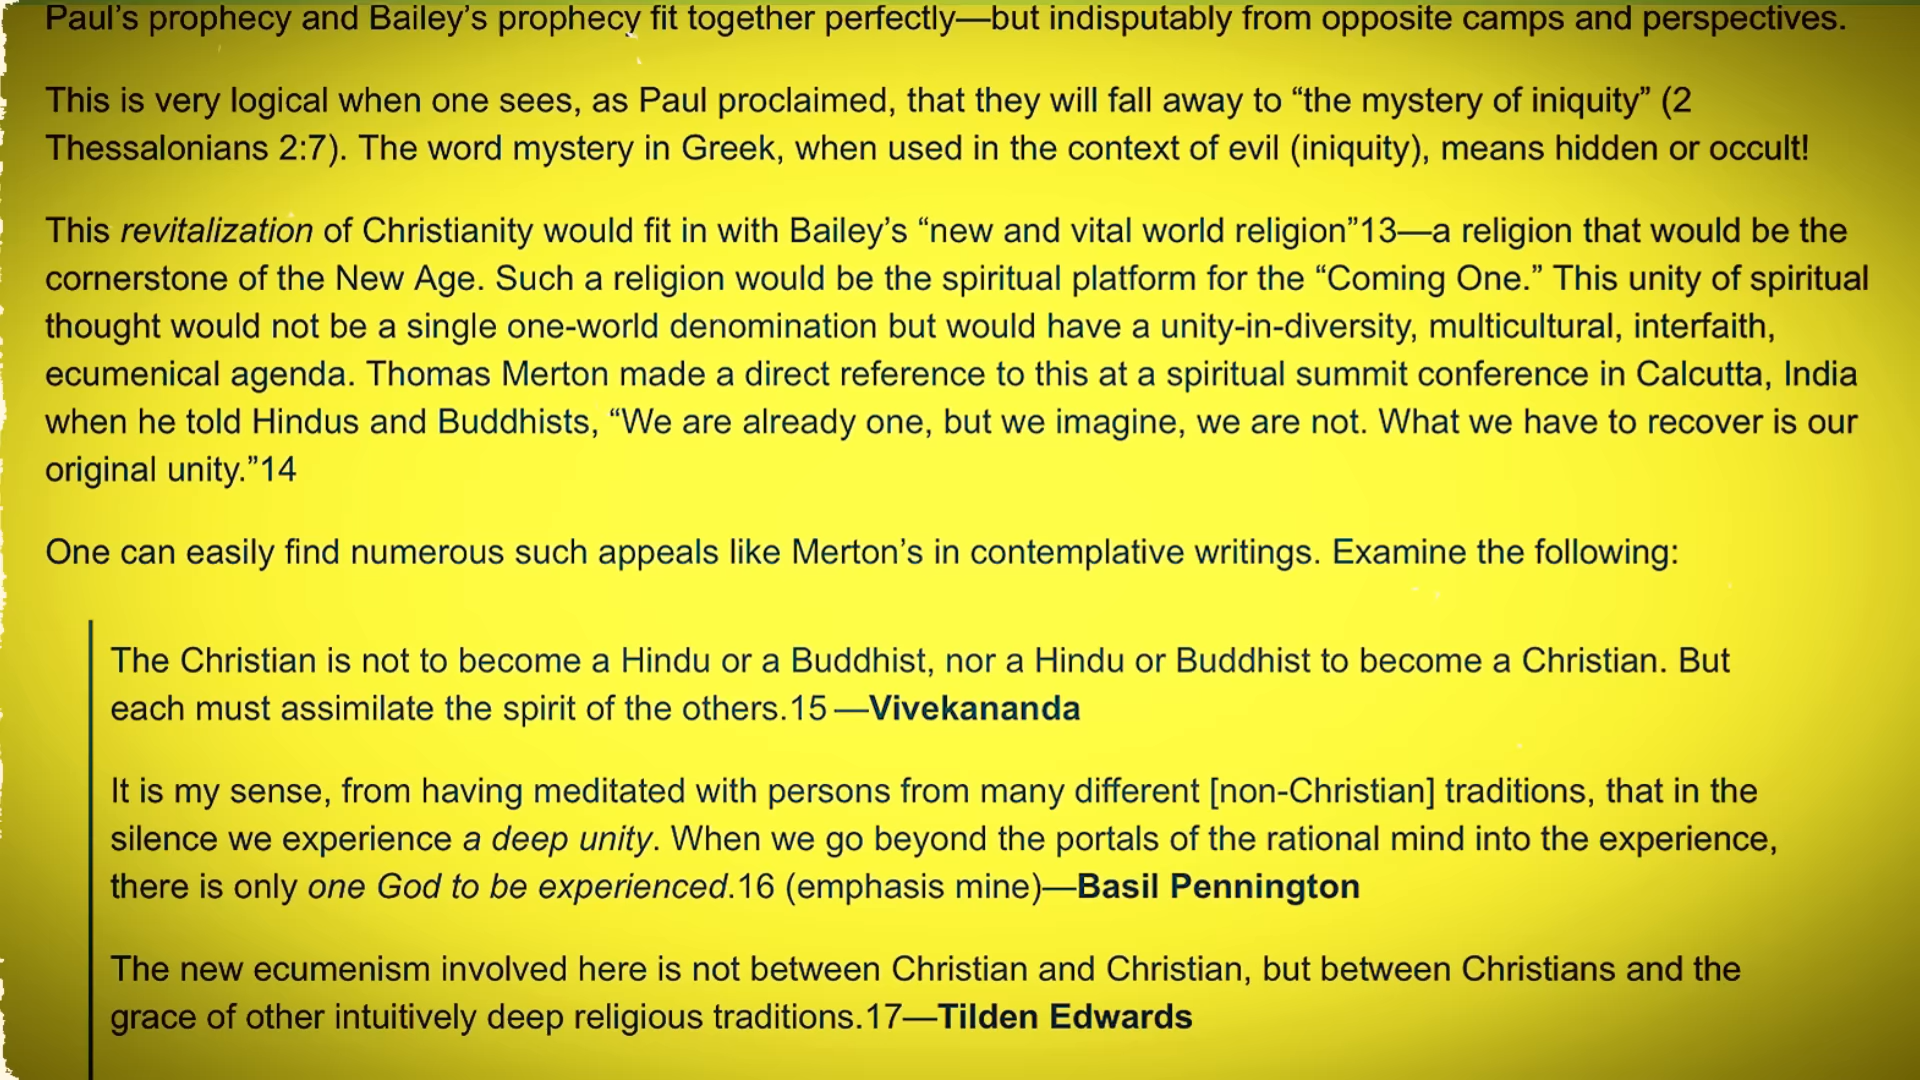 Paul’s prophecy and Bailey’s prophecy fit together perfectly—but indisputably from opposite camps and perspectives.
This is very logical when one sees, as Paul proclaimed, that they will fall away to “the mystery of iniquity” (2
Thessalonians 2:7). The word mystery in Greek, when used in the context of evil (iniquity), means hidden or occult!
This revitalization of Christianity would fit in with Bailey’s “new and vital world religion”13—a religion that would be the
cornerstone of the New Age. Such a religion would be the spiritual platform for the “Coming One.” This unity of spiritual
thought would not be a single one-world denomination but would have a unity-in-diversity, multicultural, interfaith,
ecumenical agenda. Thomas Merton made a direct reference to this at a spiritual summit conference in Calcutta, India
when he told Hindus and Buddhists, “We are already one, but we imagine, we are not. What we have to recover is our
original unity.”14
One can easily find numerous such appeals like Merton’s in contemplative writings. Examine the following:
The Christian is not to become a Hindu or a Buddhist, nor a Hindu or Buddhist to become a Christian. But
each must assimilate the spirit of the others.15 —Vivekananda
It is my sense, from having meditated with persons from many different [non-Christian] traditions, that in the
silence we experience a deep unity. When we go beyond the portals of the rational mind into the experience,
there is only one God to be experienced.16 (emphasis mine)—Basil Pennington
The new ecumenism involved here is not between Christian and Christian, but between Christians and the
grace of other intuitively deep religious traditions.17—Tilden Edwards